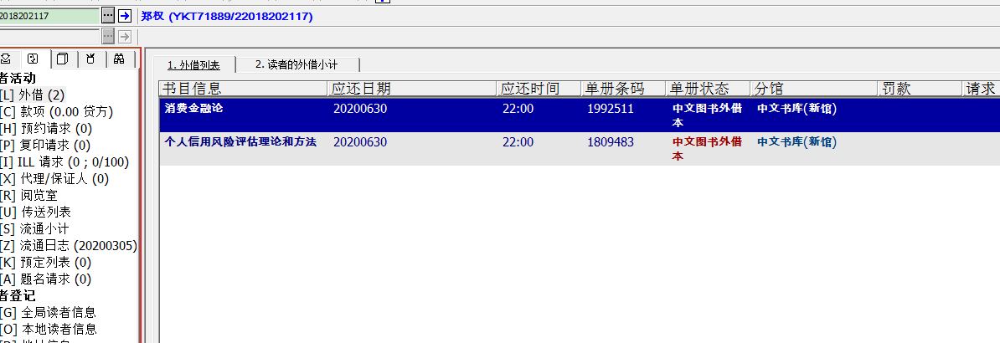 2018202117
郑权 (YKT71889/22018202117)
1. 外借列表
2. 读者的外借小计
书目信息 应还日期 应还时间 单册条码 单册状态 分馆 罚款 请求
消费金融论 20200630 22:00 1992511 中文图书外借 中文书库(新馆)
本
个人信用风险评估理论和方法 20200630 22:00 1809483 中文图书外借 中文书库(新馆)
本
者活动
[L] 外借 (2)
[C] 款项 (0.00 贷方)
[H] 预约请求 (0)
[P] 复印请求 (0)
[I] ILL 请求 (0 ; 0/100)
[X] 代理/保证人 (0)
[R] 阅览室
[U] 传送列表
[S] 流通小计
[Z] 流通日志 (20200305)
[K] 预定列表 (0)
[A] 题名请求 (0)
者登记
[G] 全局读者信息
[O] 本地读者信息